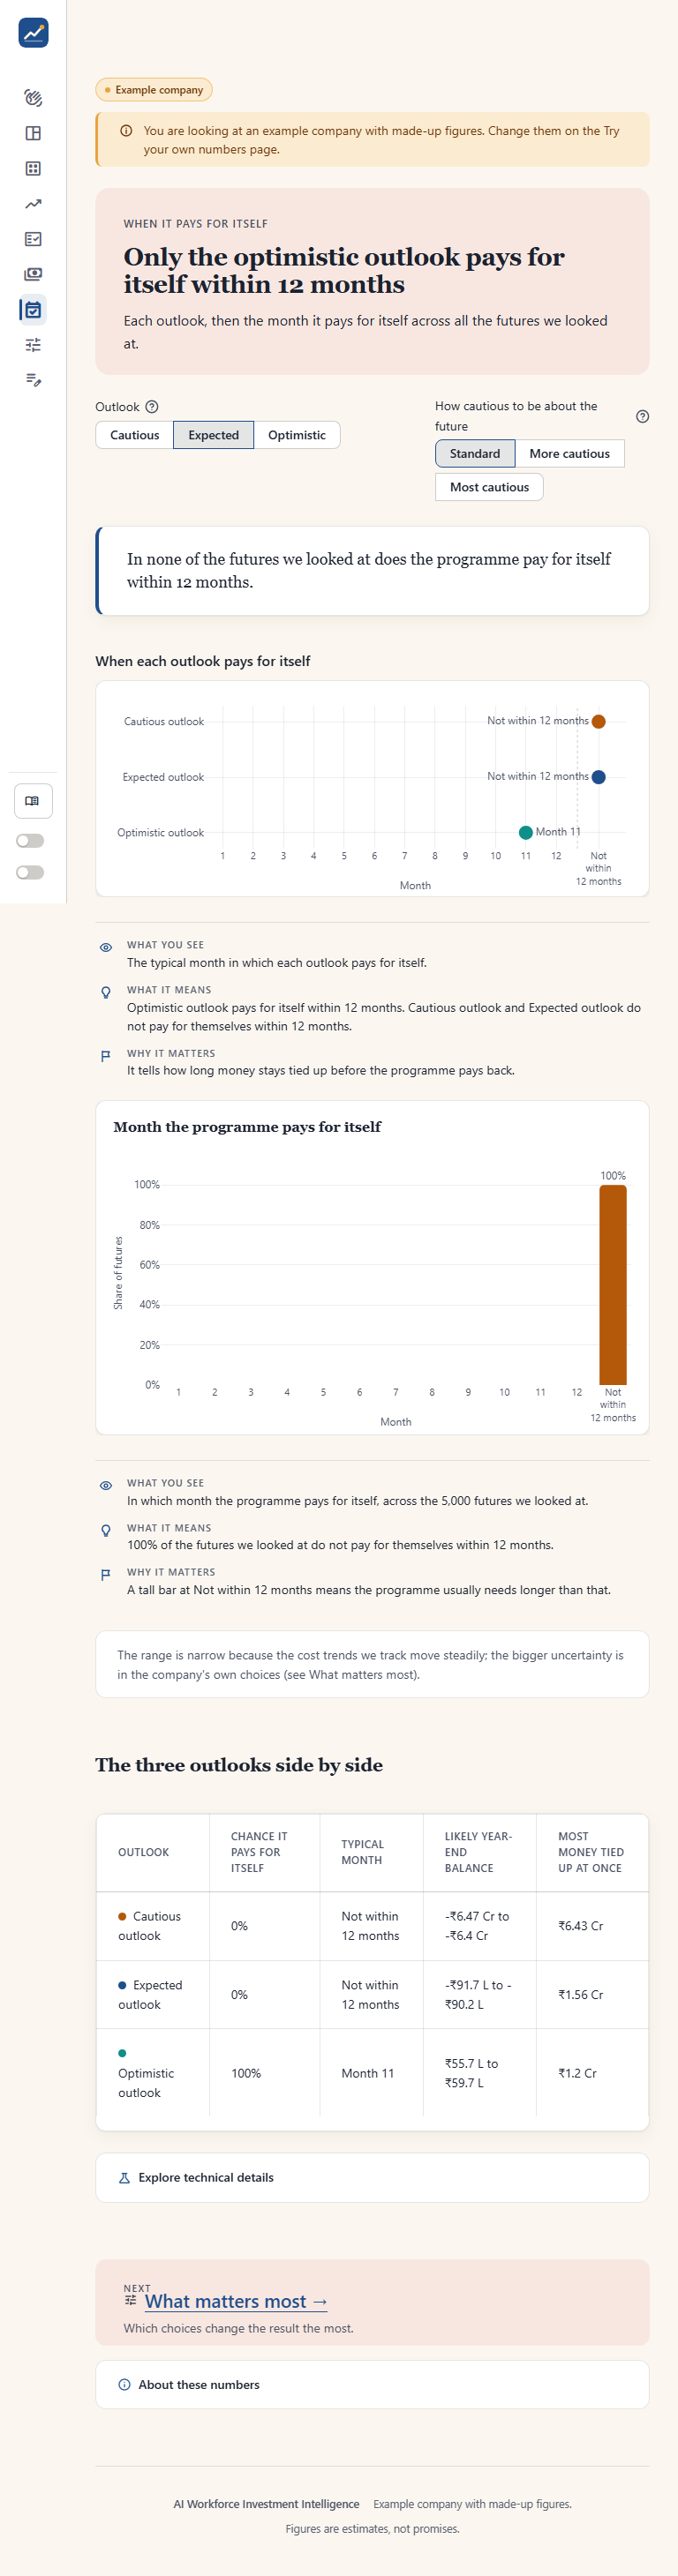 Example company
You are looking at an example company with made-up figures. Change them on the Try
your own numbers page.
WHEN IT PAYS FOR ITSELF
Only the optimistic outlook pays for
itself within 12 months
Each outlook, then the month it pays for itself across all the futures we looked
at.
Outlook
Cautious Expected Optimistic
How cautious to be about the
future
Standard More cautious
Most cautious
In none of the futures we looked at does the programme pay for itself
within 12 months.
When each outlook pays for itself
Cautious outlook Not within 12 months
Expected outlook Not within 12 months
Optimistic outlook Month 11
1 2 3 4 5 6 7 8 9 10 11 12 Not
within
12 months
Month
WHAT YOU SEE
The typical month in which each outlook pays for itself.
WHAT IT MEANS
Optimistic outlook pays for itself within 12 months. Cautious outlook and Expected outlook do
not pay for themselves within 12 months.
WHY IT MATTERS
It tells how long money stays tied up before the programme pays back.
Month the programme pays for itself
100%
100%
80%
60%
40%
20%
0%
Share of futures
1 2 3 4 5 6 7 8 9 10 11 12 Not
within
12 months
Month
WHAT YOU SEE
In which month the programme pays for itself, across the 5,000 futures we looked at.
WHAT IT MEANS
100% of the futures we looked at do not pay for themselves within 12 months.
WHY IT MATTERS
A tall bar at Not within 12 months means the programme usually needs longer than that.
The range is narrow because the cost trends we track move steadily; the bigger uncertainty is
in the company's own choices (see What matters most).
The three outlooks side by side
OUTLOOK
CHANCE IT
PAYS FOR
ITSELF
TYPICAL
MONTH
LIKELY YEAR-
END
BALANCE
MOST
MONEY TIED
UP AT ONCE
Cautious
outlook
0%
Not within
12 months
-₹6.47 Cr to
-₹6.4 Cr
₹6.43 Cr
Expected
outlook
0%
Not within
12 months
-₹91.7 L to -
₹90.2 L
₹1.56 Cr
Optimistic
outlook
100%
Month 11
₹55.7 L to
₹59.7 L
₹1.2 Cr
Explore technical details
NEXT
What matters most →
Which choices change the result the most.
About these numbers
AI Workforce Investment Intelligence Example company with made-up figures.
Figures are estimates, not promises.